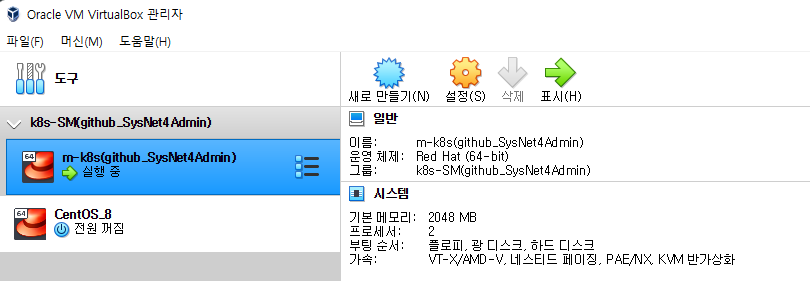 Oracle VM VirtualBox 관리자
파일(F) 머신(M) 도움말(H)
도구
새로 만들기(N) 설정(S) 삭제 표시(H)
k8s-SM(github_SysNet4Admin)
64 m-k8s(github_SysNet4Admin)
실행 중
64 CentOS_8
전원 꺼짐
일반
이름: m-k8s(github_SysNet4Admin)
운영 체제: Red Hat (64-bit)
그룹: k8s-SM(github_SysNet4Admin)
시스템
기본 메모리: 2048 MB
프로세서: 2
부팅 순서: 플로피, 광 디스크, 하드 디스크
가속: VT-X/AMD-V, 네스티드 페이징, PAE/NX, KVM 반가상화